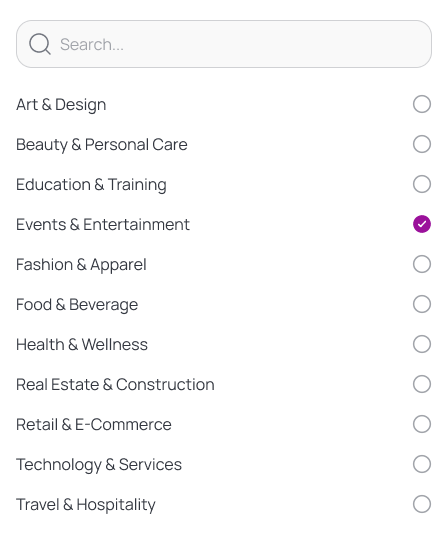 Search...
Art & Design
Beauty & Personal Care
Education & Training
Events & Entertainment
Fashion & Apparel
Food & Beverage
Health & Wellness
Real Estate & Construction
Retail & E-Commerce
Technology & Services
Travel & Hospitality